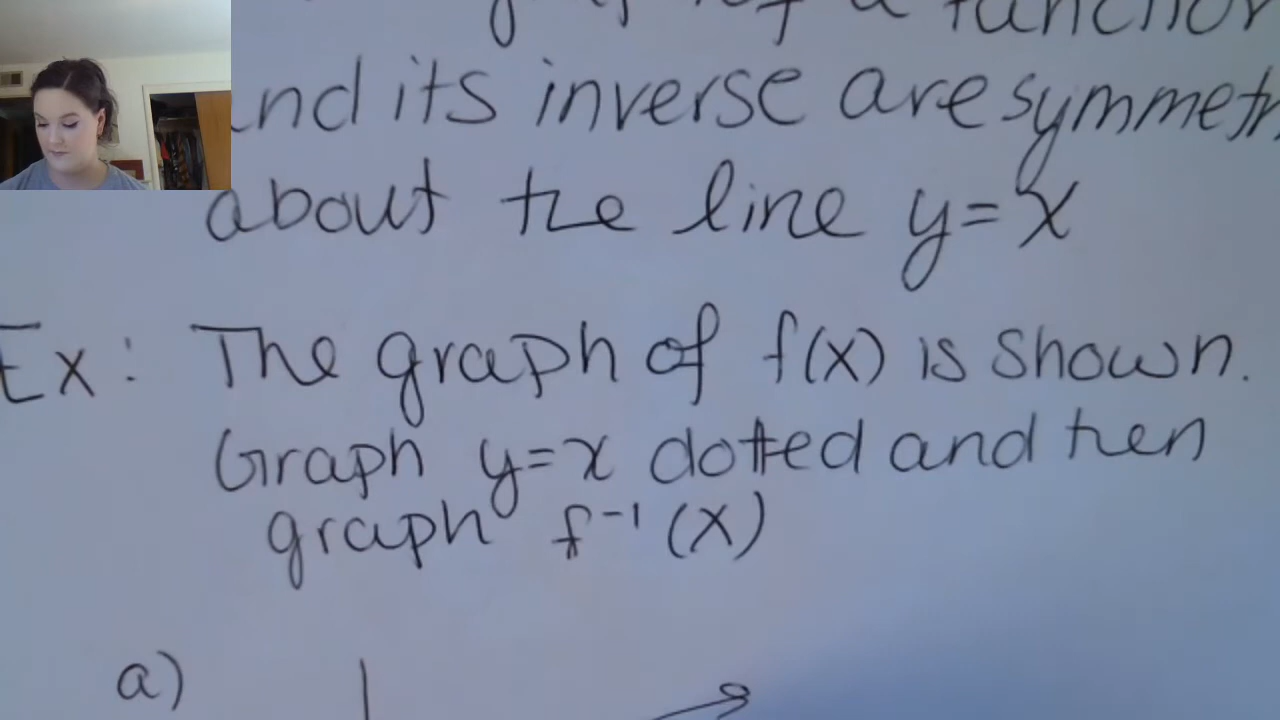 a function
and its inverse are symmetr
about the line y=x
Ex: The graph of f(x) is shown.
Graph y=x dotted and then
graph f⁻¹(x)
a)